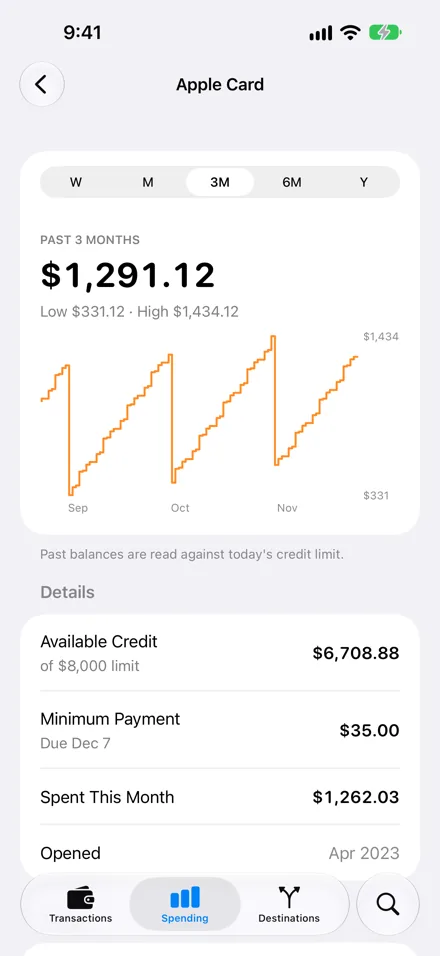 9:41
Apple Card
W M 3M 6M Y
PAST 3 MONTHS
$1,291.12
Low $331.12 · High $1,434.12
$1,434
$331
Sep Oct Nov
Past balances are read against today's credit limit.
Details
Available Credit
of $8,000 limit
$6,708.88
Minimum Payment
Due Dec 7
$35.00
Spent This Month $1,262.03
Opened Apr 2023
Transactions Spending Destinations